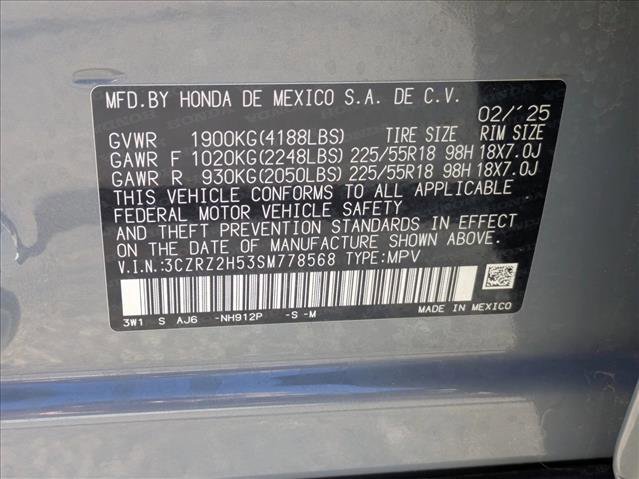 MFD.BY HONDA DE MEXICO S.A. DE C.V.
02/'25
GVWR 1900KG(4188LBS) TIRE SIZE RIM SIZE
GAWR F 1020KG(2248LBS) 225/55R18 98H 18X7.0J
GAWR R 930KG(2050LBS) 225/55R18 98H 18X7.0J
THIS VEHICLE CONFORMS TO ALL APPLICABLE
FEDERAL MOTOR VEHICLE SAFETY
AND THEFT PREVENTION STANDARDS IN EFFECT
ON THE DATE OF MANUFACTURE SHOWN ABOVE.
V.I.N.:3CZRZ2H53SM778568 TYPE:MPV
3W1 S AJ6 -NH912P -S -M MADE IN MEXICO